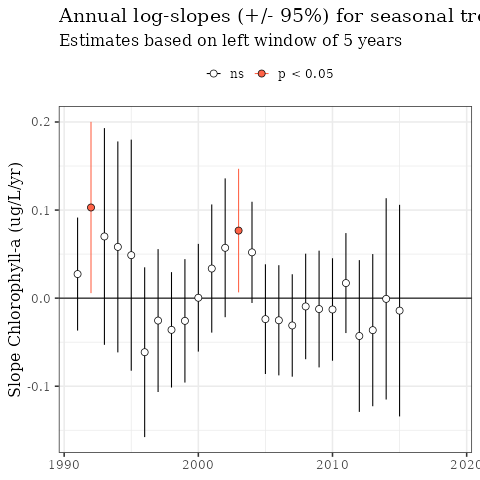 Annual log-slopes (+/- 95%) for seasonal tre
Estimates based on left window of 5 years
ns p < 0.05
Slope Chlorophyll-a (ug/L/yr)
0.2
0.1
0.0
-0.1
1990 2000 2010 2020